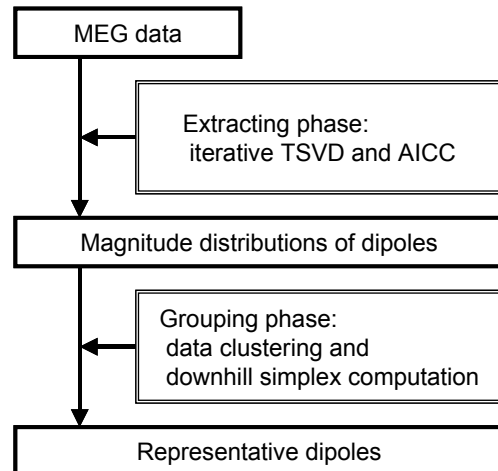 MEG data
Extracting phase:
iterative TSVD and AICC
Magnitude distributions of dipoles
Grouping phase:
data clustering and
downhill simplex computation
Representative dipoles